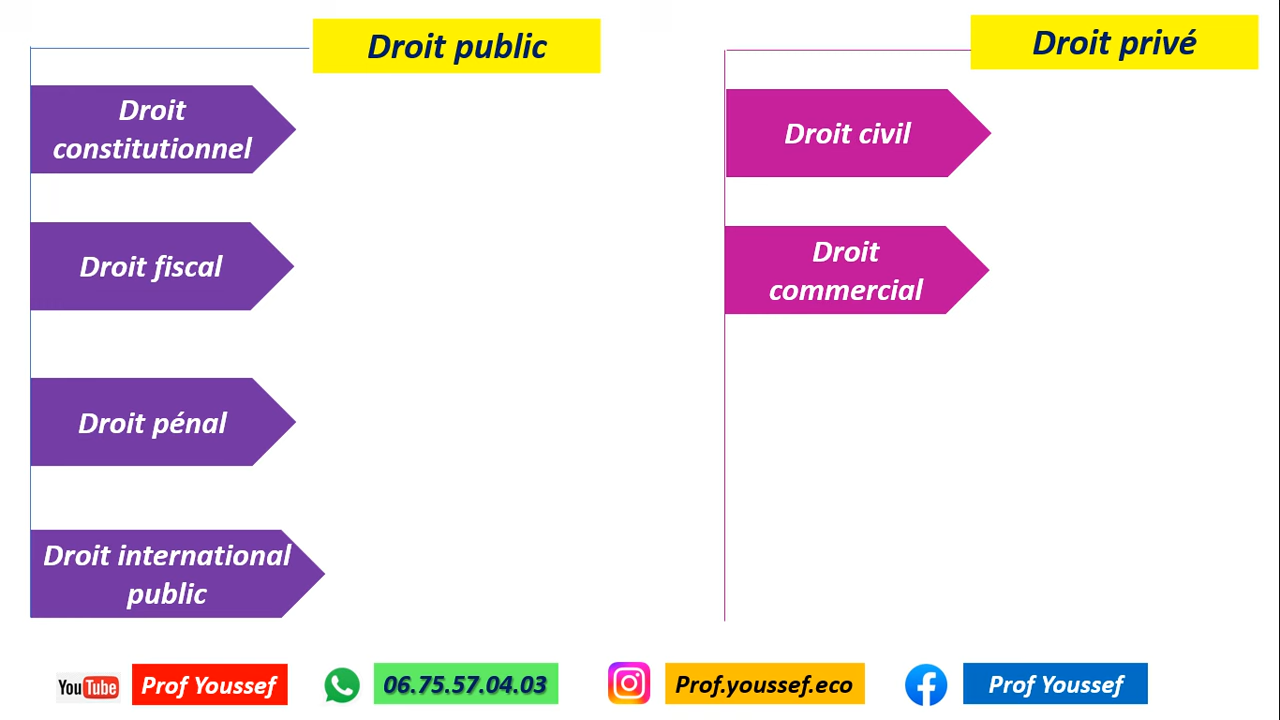 Droit public
Droit
constitutionnel
Droit fiscal
Droit pénal
Droit international
public
Droit privé
Droit civil
Droit
commercial
YouTube
Prof Youssef
06.75.57.04.03
Prof.youssef.eco
Prof Youssef